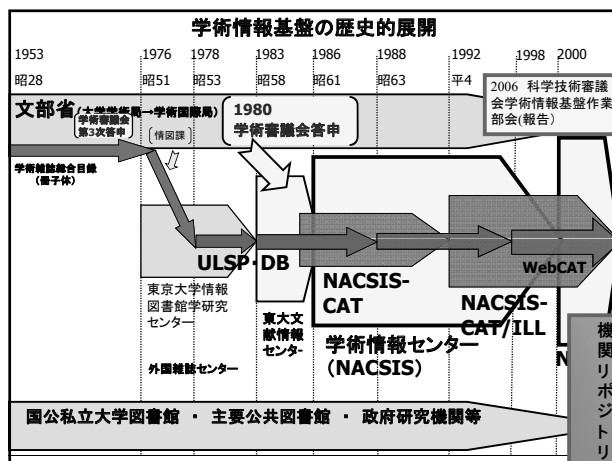 学術情報基盤の歴史的展開
1953 1976 1978 1983 1986 1988 1992 1998 2000
昭28 昭51 昭53 昭58 昭61 昭63 平4
2006 科学技術審議
会学術情報基盤作業
部会(報告)
文部省(大学学術局→学術国際局)
学術審議会
第3次答申
情図課
1980
学術審議会答申
学術雑誌総合目録
(冊子体)
ULSP・DB
NACSIS-
CAT
NACSIS-
CAT/ILL
WebCAT
東京大学情報
図書館学研究
センター
東大文
献情報
センター
学術情報センター
(NACSIS)
外国雑誌センター
N
機
関
リ
ポ
ジ
ト
リ
国公私立大学図書館 ・ 主要公共図書館 ・ 政府研究機関等